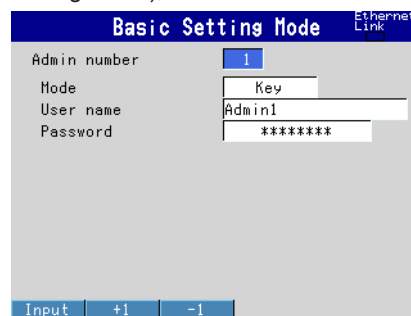 Basic Setting Mode
Ethernet
Link
Admin number 1
Mode Key
User name Admin1
Password ********
Input +1 -1